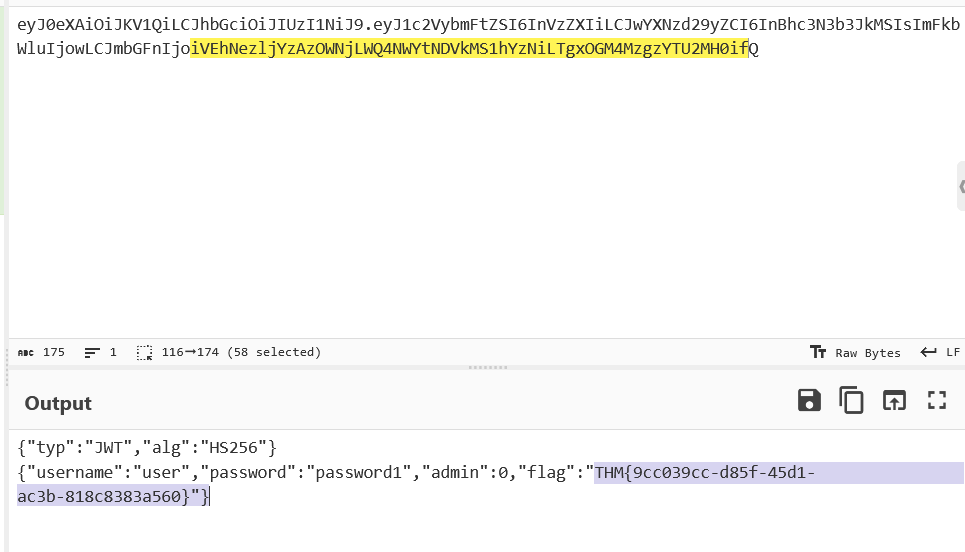 eyJ0eXAiOiJKV1QiLCJhbGciOiJIUzI1NiJ9.eyJ1c2VybmFtZSI6InVzZXIiLCJwYXNzd29yZCI6InBhc3N3b3JkMSIsImFkb
WluIjowLCJmbGFnIjoiVEhNezljYzAzOWNjLWQ4NWYtNDVkMS1hYzNiLTgxOGM4MzgzYTU2MH0ifQ
ABC 175 1 116→174 (58 selected) Tт Raw Bytes LF
Output
{"typ":"JWT","alg":"HS256"}
{"username":"user","password":"password1","admin":0,"flag":"THM{9cc039cc-d85f-45d1-
ac3b-818c8383a560}"}